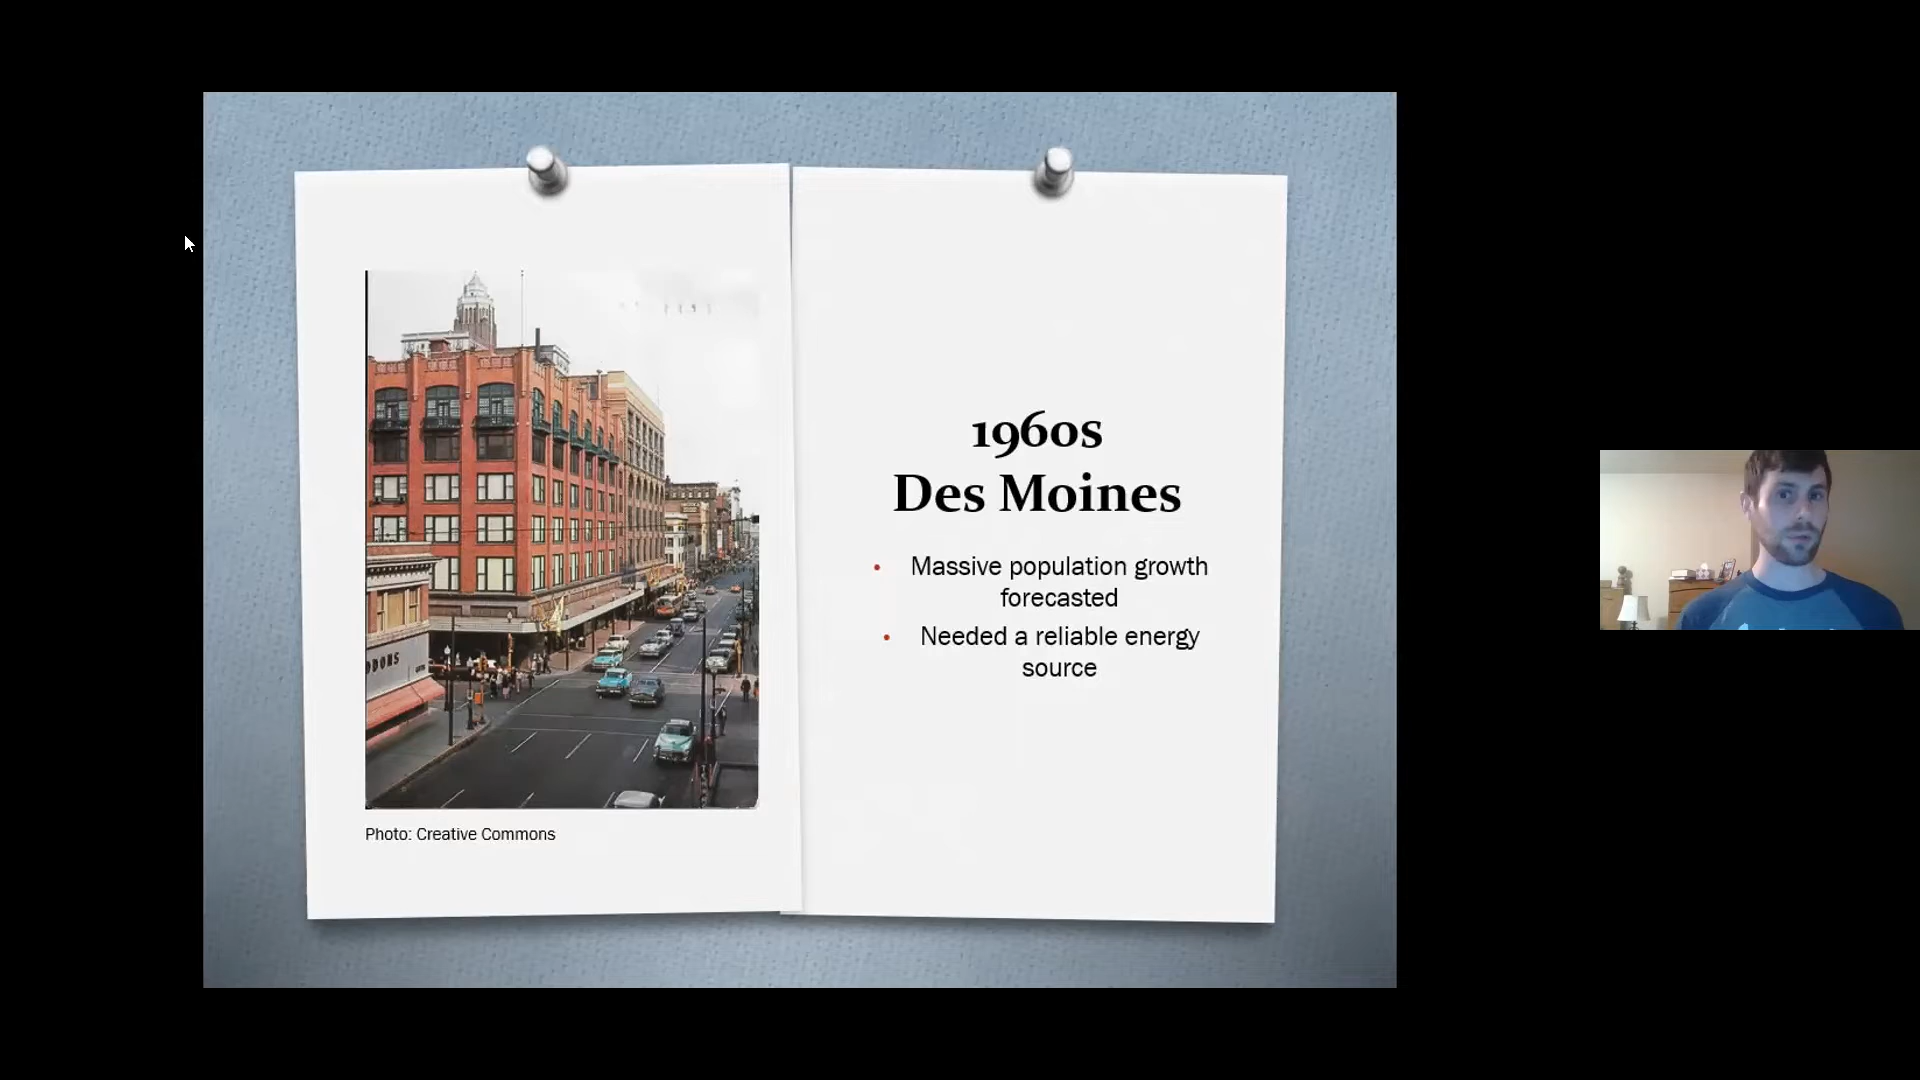 1960s
Des Moines
• Massive population growth
forecasted
• Needed a reliable energy
source
Photo: Creative Commons